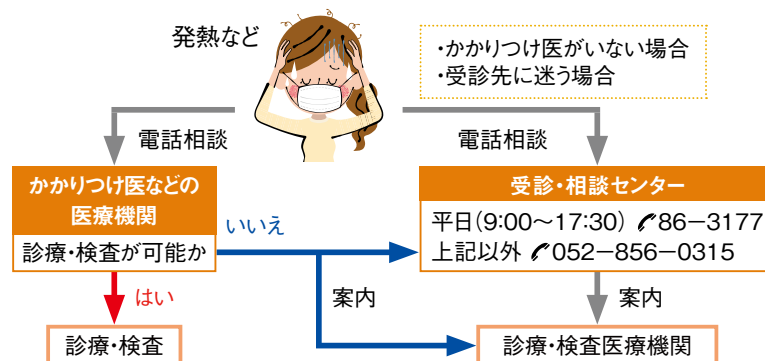 発熱など
・かかりつけ医がいない場合
・受診先に迷う場合
電話相談
電話相談
かかりつけ医などの
医療機関
診療・検査が可能か
いいえ
受診・相談センター
平日(9:00〜17:30) 86−3177
上記以外 052−856−0315
はい
案内
案内
診療・検査
診療・検査医療機関